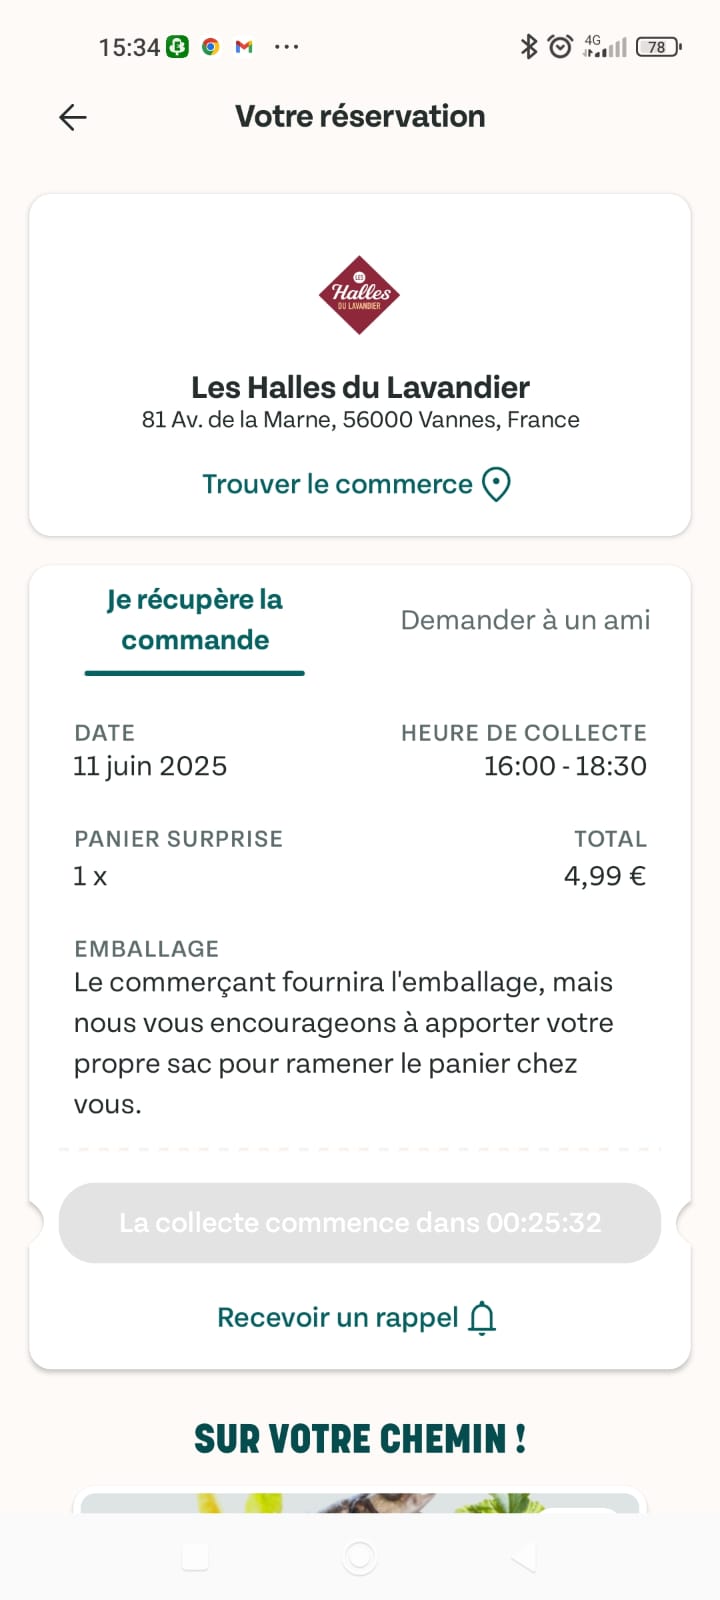 15:34
4G
78
Votre réservation
LES
Halles
DU LAVANDIER
Les Halles du Lavandier
81 Av. de la Marne, 56000 Vannes, France
Trouver le commerce
Je récupère la
commande
Demander à un ami
DATE
HEURE DE COLLECTE
11 juin 2025
16:00 - 18:30
PANIER SURPRISE
TOTAL
1 x
4,99 €
EMBALLAGE
Le commerçant fournira l'emballage, mais
nous vous encourageons à apporter votre
propre sac pour ramener le panier chez
vous.
La collecte commence dans 00:25:32
Recevoir un rappel
SUR VOTRE CHEMIN !